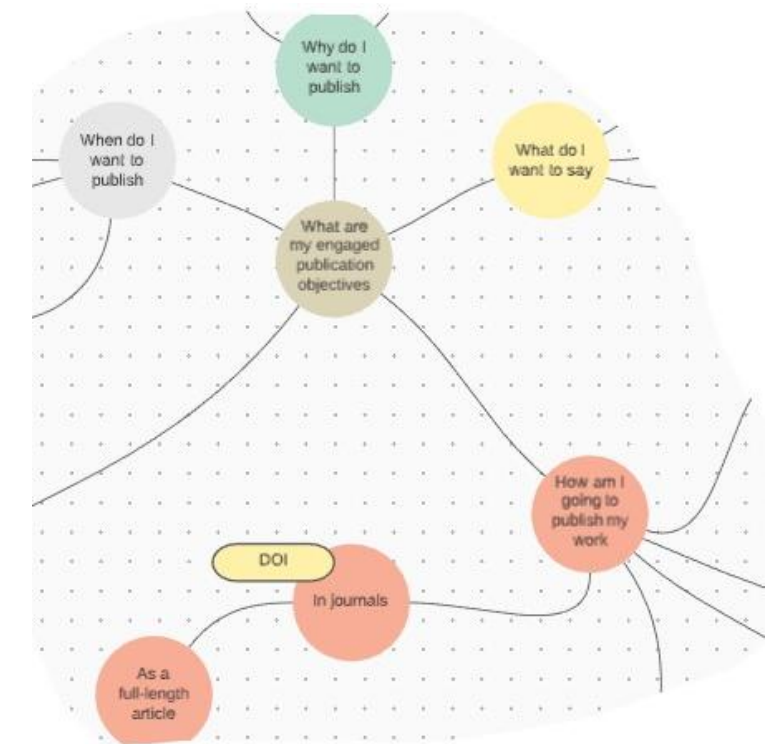 Why do I
want to
publish
When do I
want to
publish
What do I
want to say
What are
my engaged
publication
objectives
How am I
going to
publish my
work
DOI
In journals
As a
full-length
article